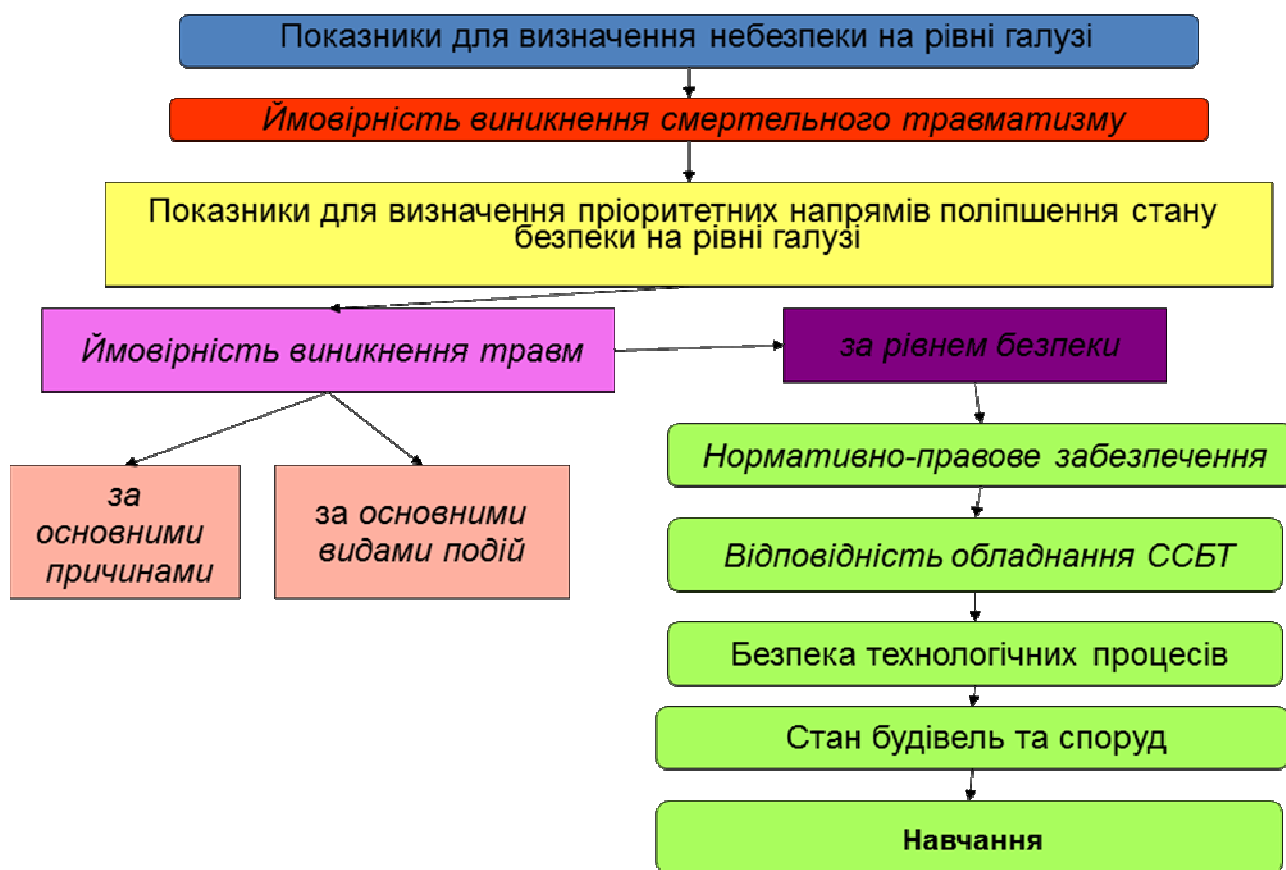 Показники для визначення небезпеки на рівні галузі
Ймовірність виникнення смертельного травматизму
Показники для визначення пріоритетних напрямів поліпшення стану
безпеки на рівні галузі
Ймовірність виникнення травм
за рівнем безпеки
за
основними
причинами
за основними
видами подій
Нормативно-правове забезпечення
Відповідність обладнання ССБТ
Безпека технологічних процесів
Стан будівель та споруд
Навчання